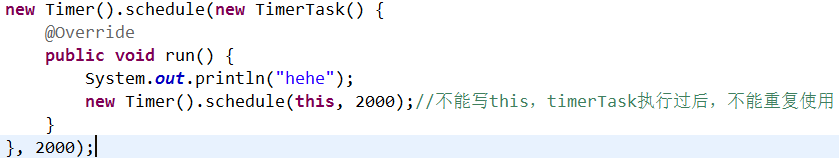 new Timer().schedule(new TimerTask() {
    @Override
    public void run() {
        System.out.println("hehe");
        new Timer().schedule(this, 2000);//不能写this，timerTask执行过后，不能重复使用
    }
}, 2000);